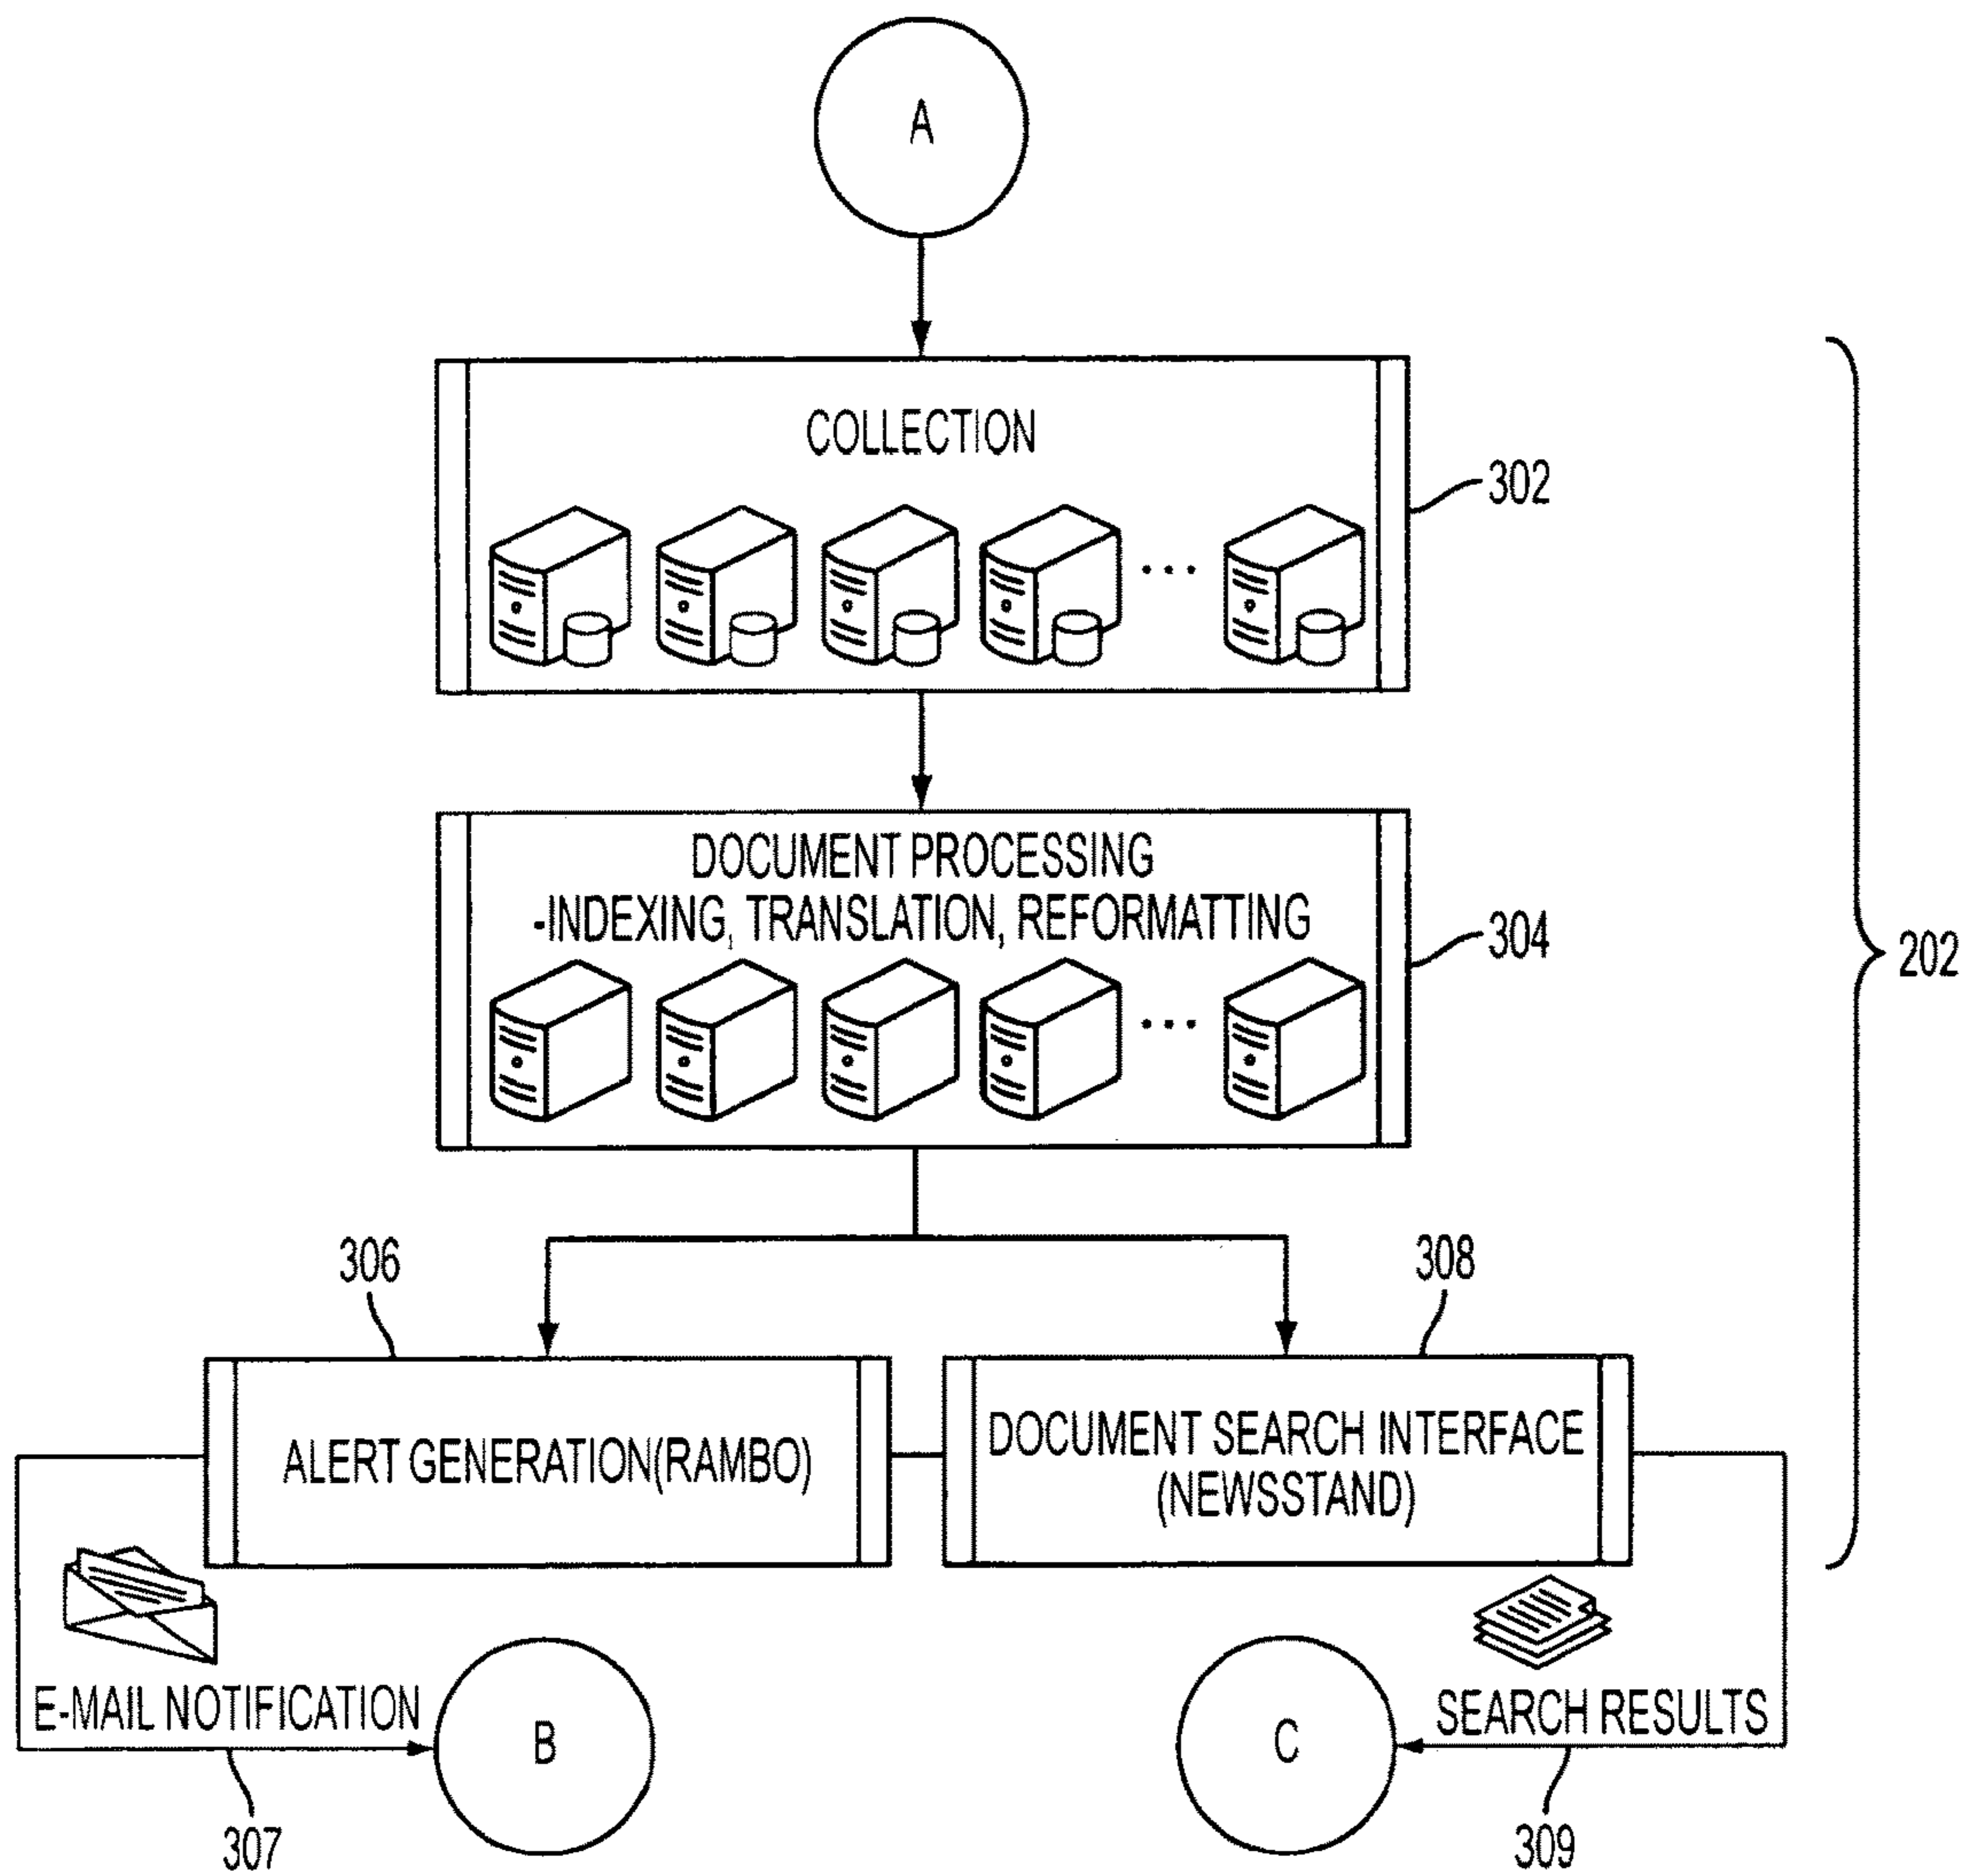 A
COLLECTION
302
DOCUMENT PROCESSING
-INDEXING, TRANSLATION, REFORMATTING
304
202
306
308
ALERT GENERATION(RAMBO)
DOCUMENT SEARCH INTERFACE
(NEWSSTAND)
E-MAIL NOTIFICATION
B
C
SEARCH RESULTS
307
309